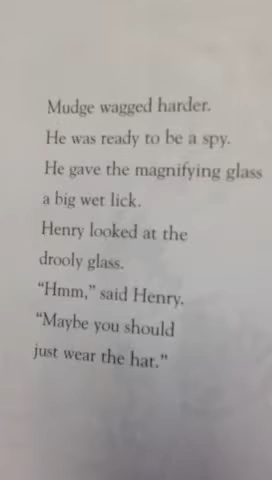 Mudge wagged harder.
He was ready to be a spy.
He gave the magnifying glass
a big wet lick.
Henry looked at the
drooly glass.
“Hmm,” said Henry.
“Maybe you should
just wear the hat.”